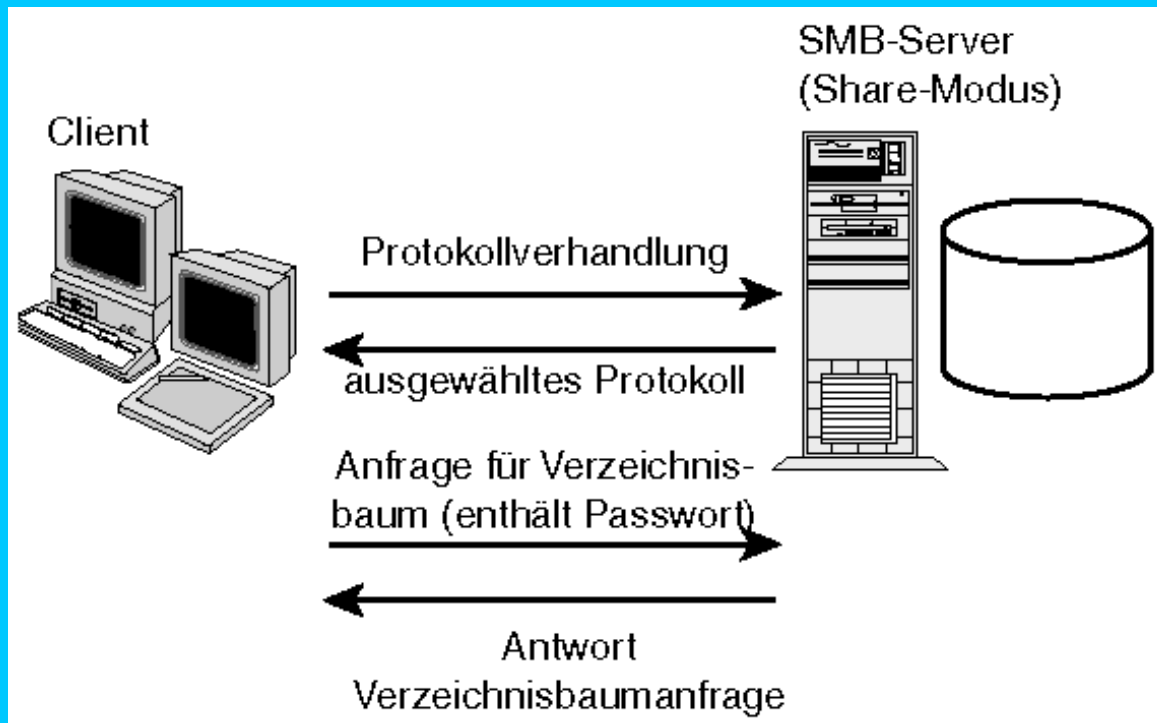 SMB-Server
(Share-Modus)
Client
Protokollverhandlung
ausgewähltes Protokoll
Anfrage für Verzeichnis-
baum (enthält Passwort)
Antwort
Verzeichnisbaumanfrage